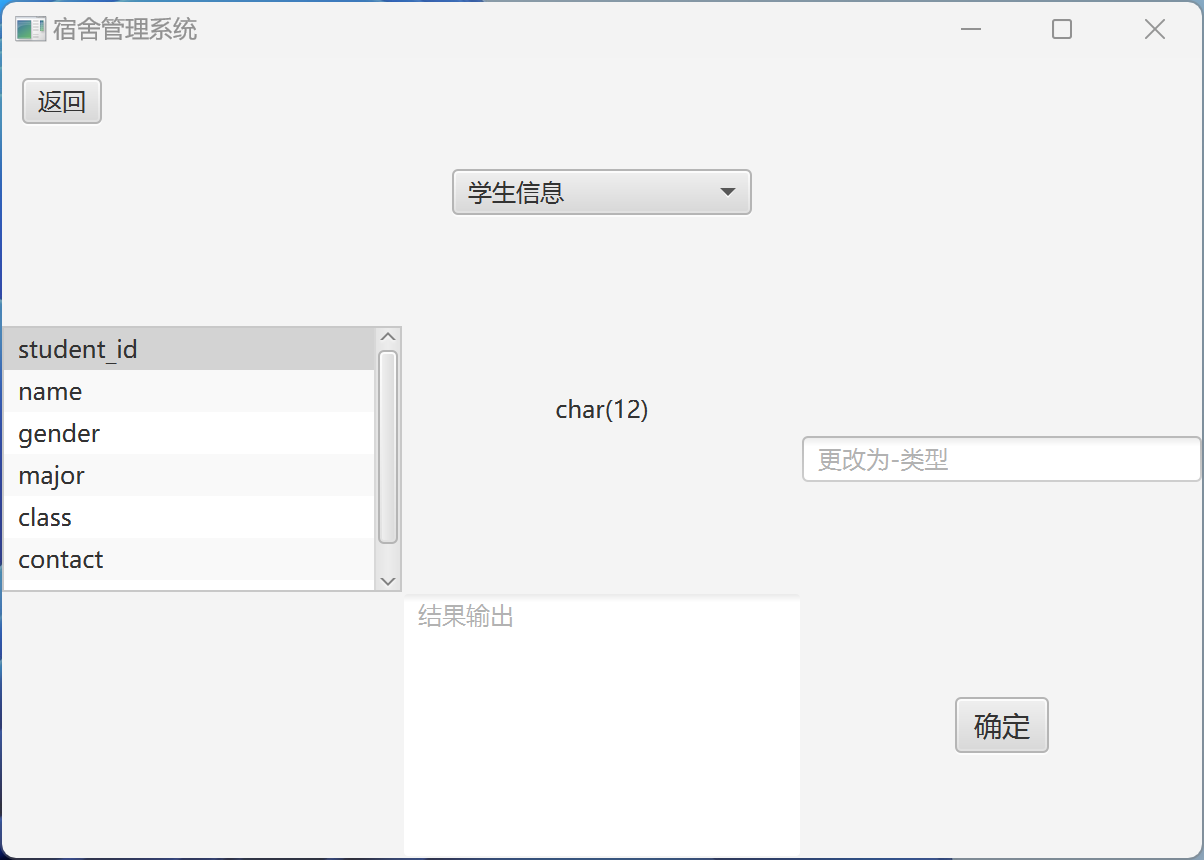 宿舍管理系统
返回
学生信息
student_id
name
gender
major
class
contact
char(12)
更改为-类型
结果输出
确定